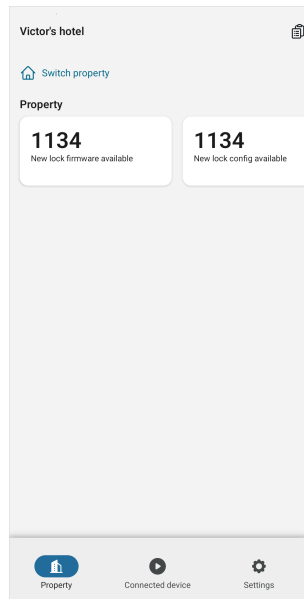 Victor's hotel
Switch property
Property
1134
New lock firmware available
1134
New lock config available
Property
Connected device
Settings